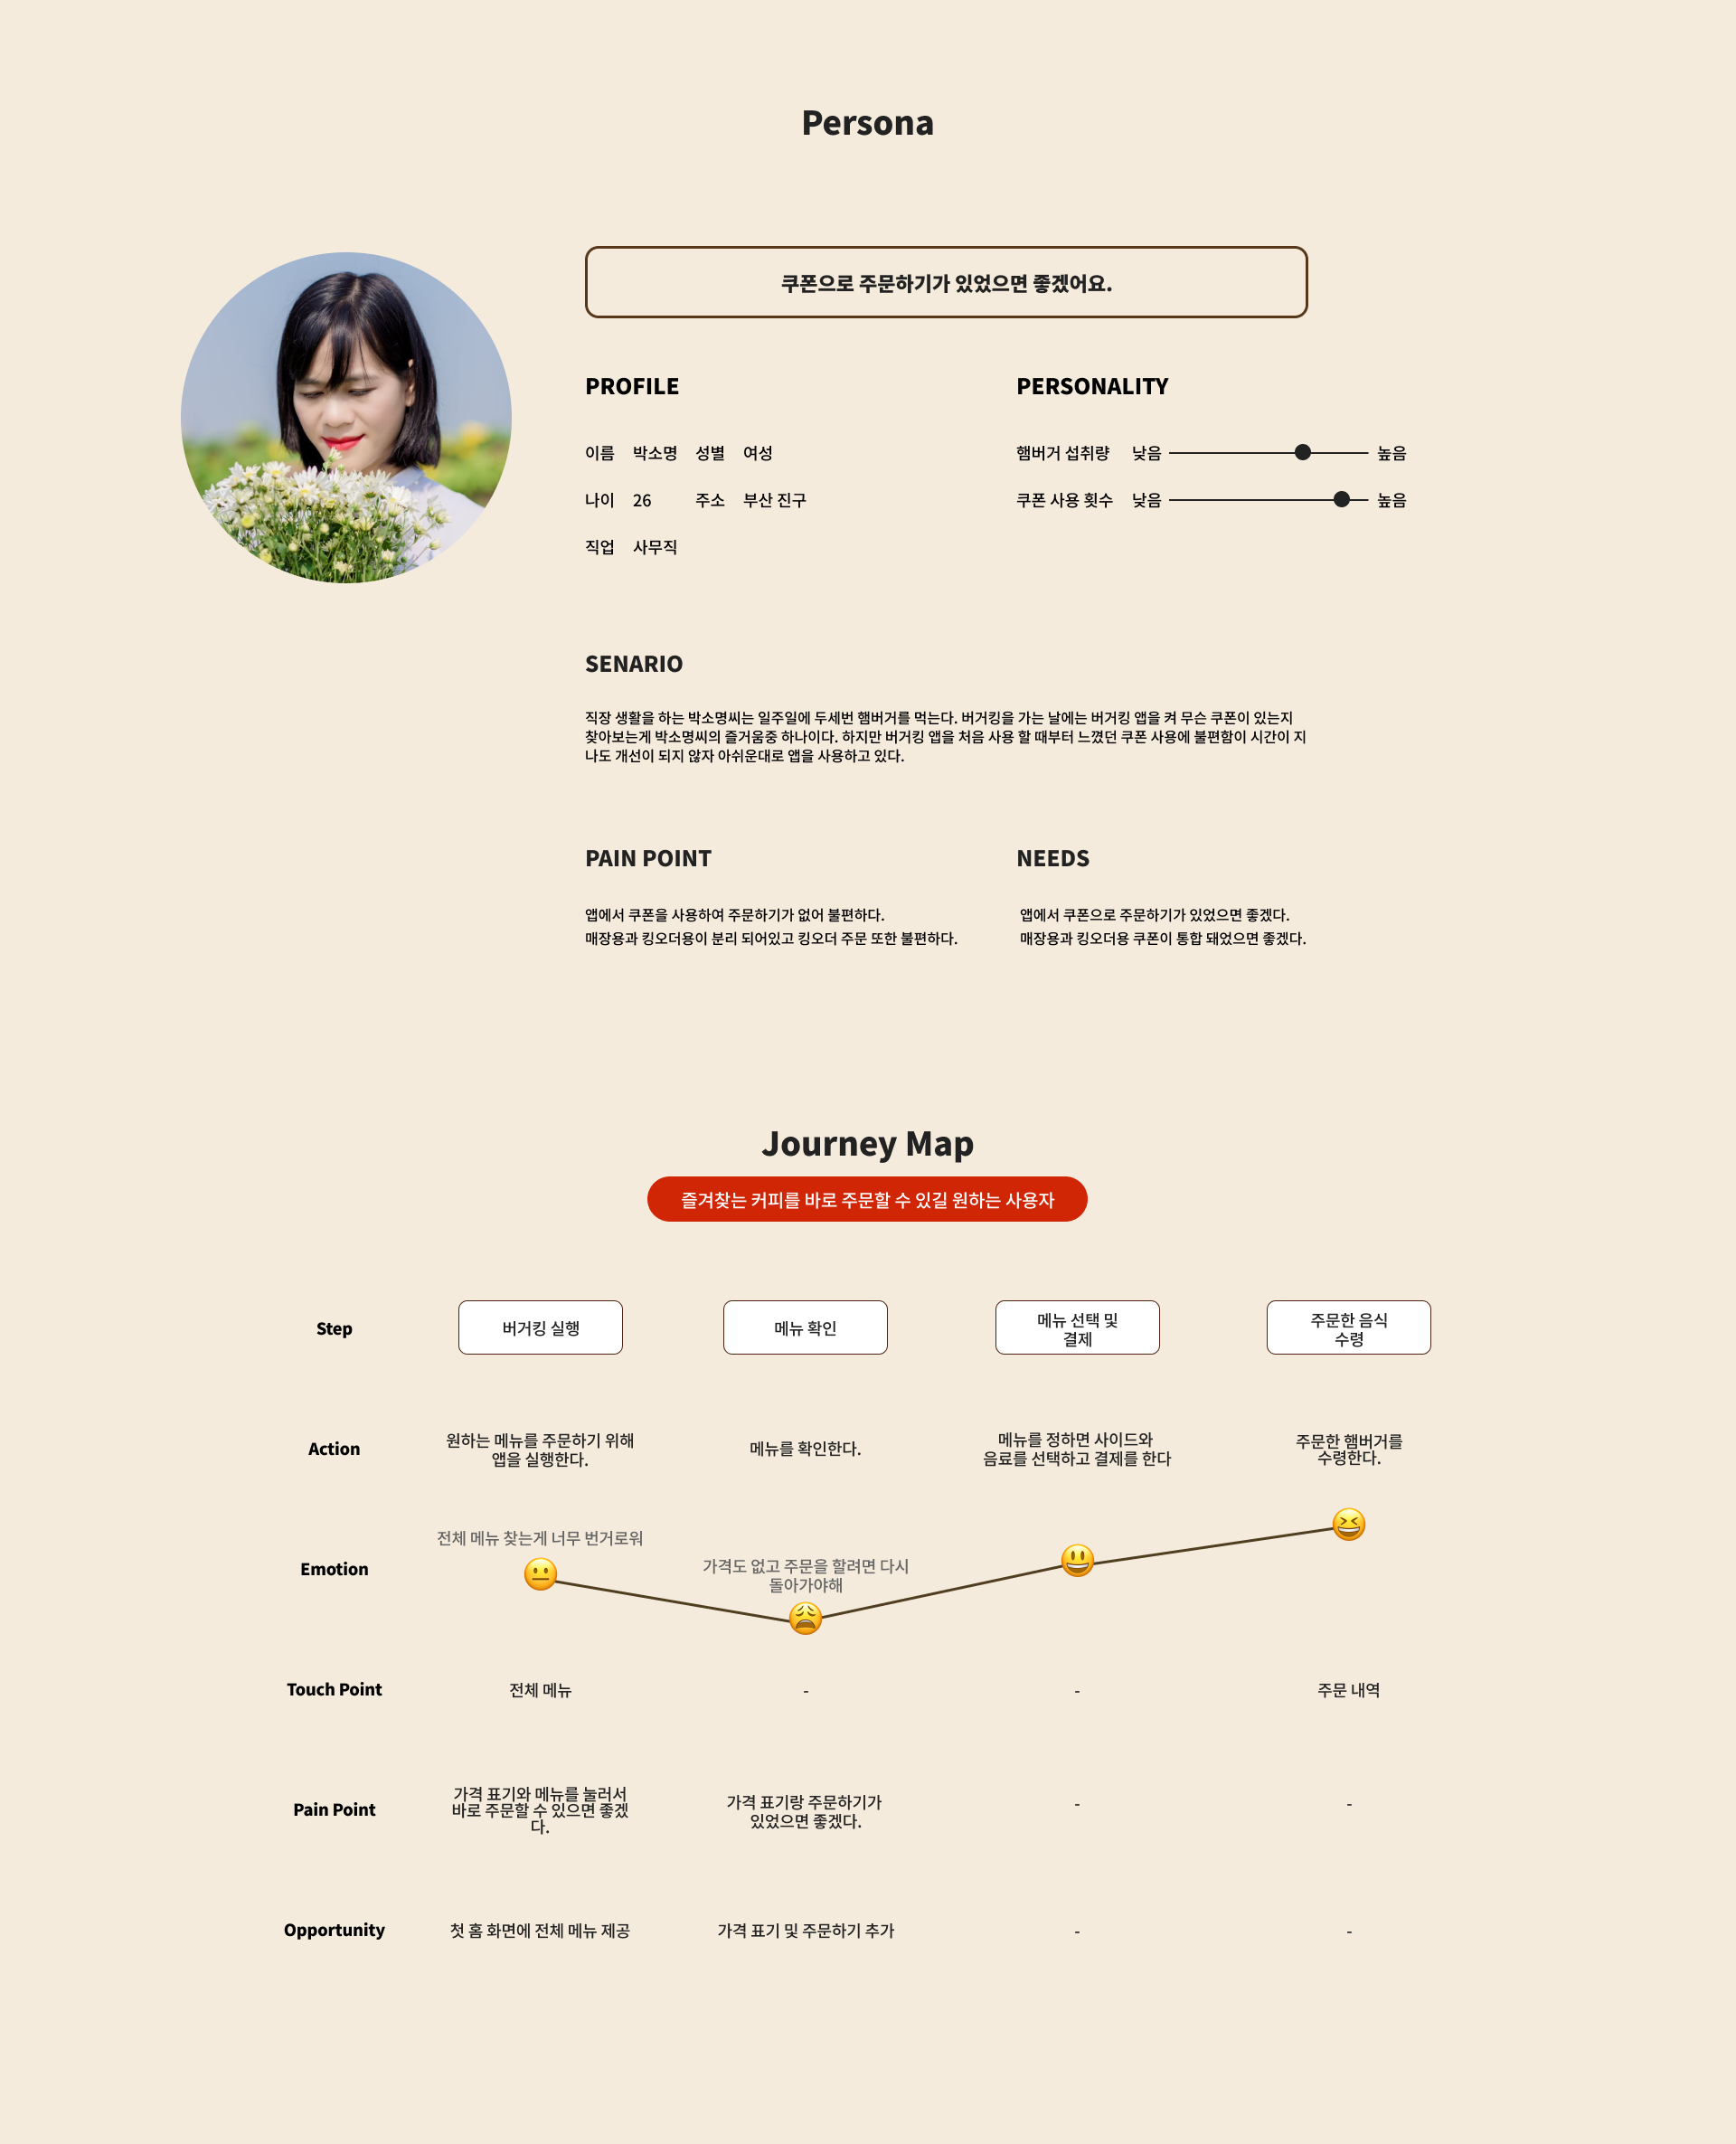 Persona
쿠폰으로 주문하기가 있었으면 좋겠어요.
PROFILE
이름 박소명 성별 여성
나이 26 주소 부산 진구
직업 사무직
PERSONALITY
햄버거 섭취량 낮음 높음
쿠폰 사용 횟수 낮음 높음
SENARIO
직장 생활을 하는 박소명씨는 일주일에 두세번 햄버거를 먹는다. 버거킹을 가는 날에는 버거킹 앱을 켜 무슨 쿠폰이 있는지
찾아보는게 박소명씨의 즐거움중 하나이다. 하지만 버거킹 앱을 처음 사용 할 때부터 느꼈던 쿠폰 사용에 불편함이 시간이 지
나도 개선이 되지 않자 아쉬운대로 앱을 사용하고 있다.
PAIN POINT
앱에서 쿠폰을 사용하여 주문하기가 없어 불편하다.
매장용과 킹오더용이 분리 되어있고 킹오더 주문 또한 불편하다.
NEEDS
앱에서 쿠폰으로 주문하기가 있었으면 좋겠다.
매장용과 킹오더용 쿠폰이 통합 돼었으면 좋겠다.
Journey Map
즐겨찾는 커피를 바로 주문할 수 있길 원하는 사용자
Step
버거킹 실행
메뉴 확인
메뉴 선택 및
결제
주문한 음식
수령
Action
원하는 메뉴를 주문하기 위해
앱을 실행한다.
메뉴를 확인한다.
메뉴를 정하면 사이드와
음료를 선택하고 결제를 한다
주문한 햄버거를
수령한다.
Emotion
전체 메뉴 찾는게 너무 번거로워
가격도 없고 주문을 할려면 다시
돌아가야해
Touch Point
전체 메뉴
-
-
주문 내역
Pain Point
가격 표기와 메뉴를 눌러서
바로 주문할 수 있으면 좋겠
다.
가격 표기랑 주문하기가
있었으면 좋겠다.
-
-
Opportunity
첫 홈 화면에 전체 메뉴 제공
가격 표기 및 주문하기 추가
-
-